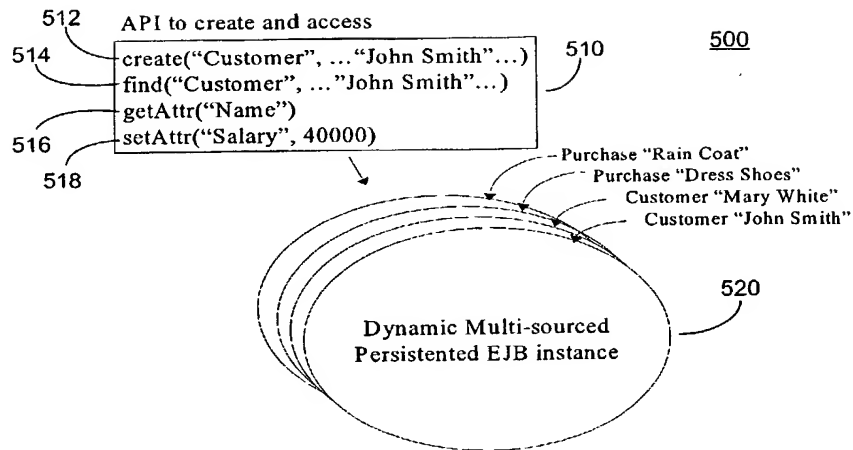 API to create and access
512
create("Customer", ..."John Smith"...)
510
500
514
find("Customer", ..."John Smith"...)
getAttr("Name")
516
setAttr("Salary", 40000)
518
Purchase "Rain Coat"
Purchase "Dress Shoes"
Customer "Mary White"
Customer "John Smith"
520
Dynamic Multi-sourced
Persistented EJB instance